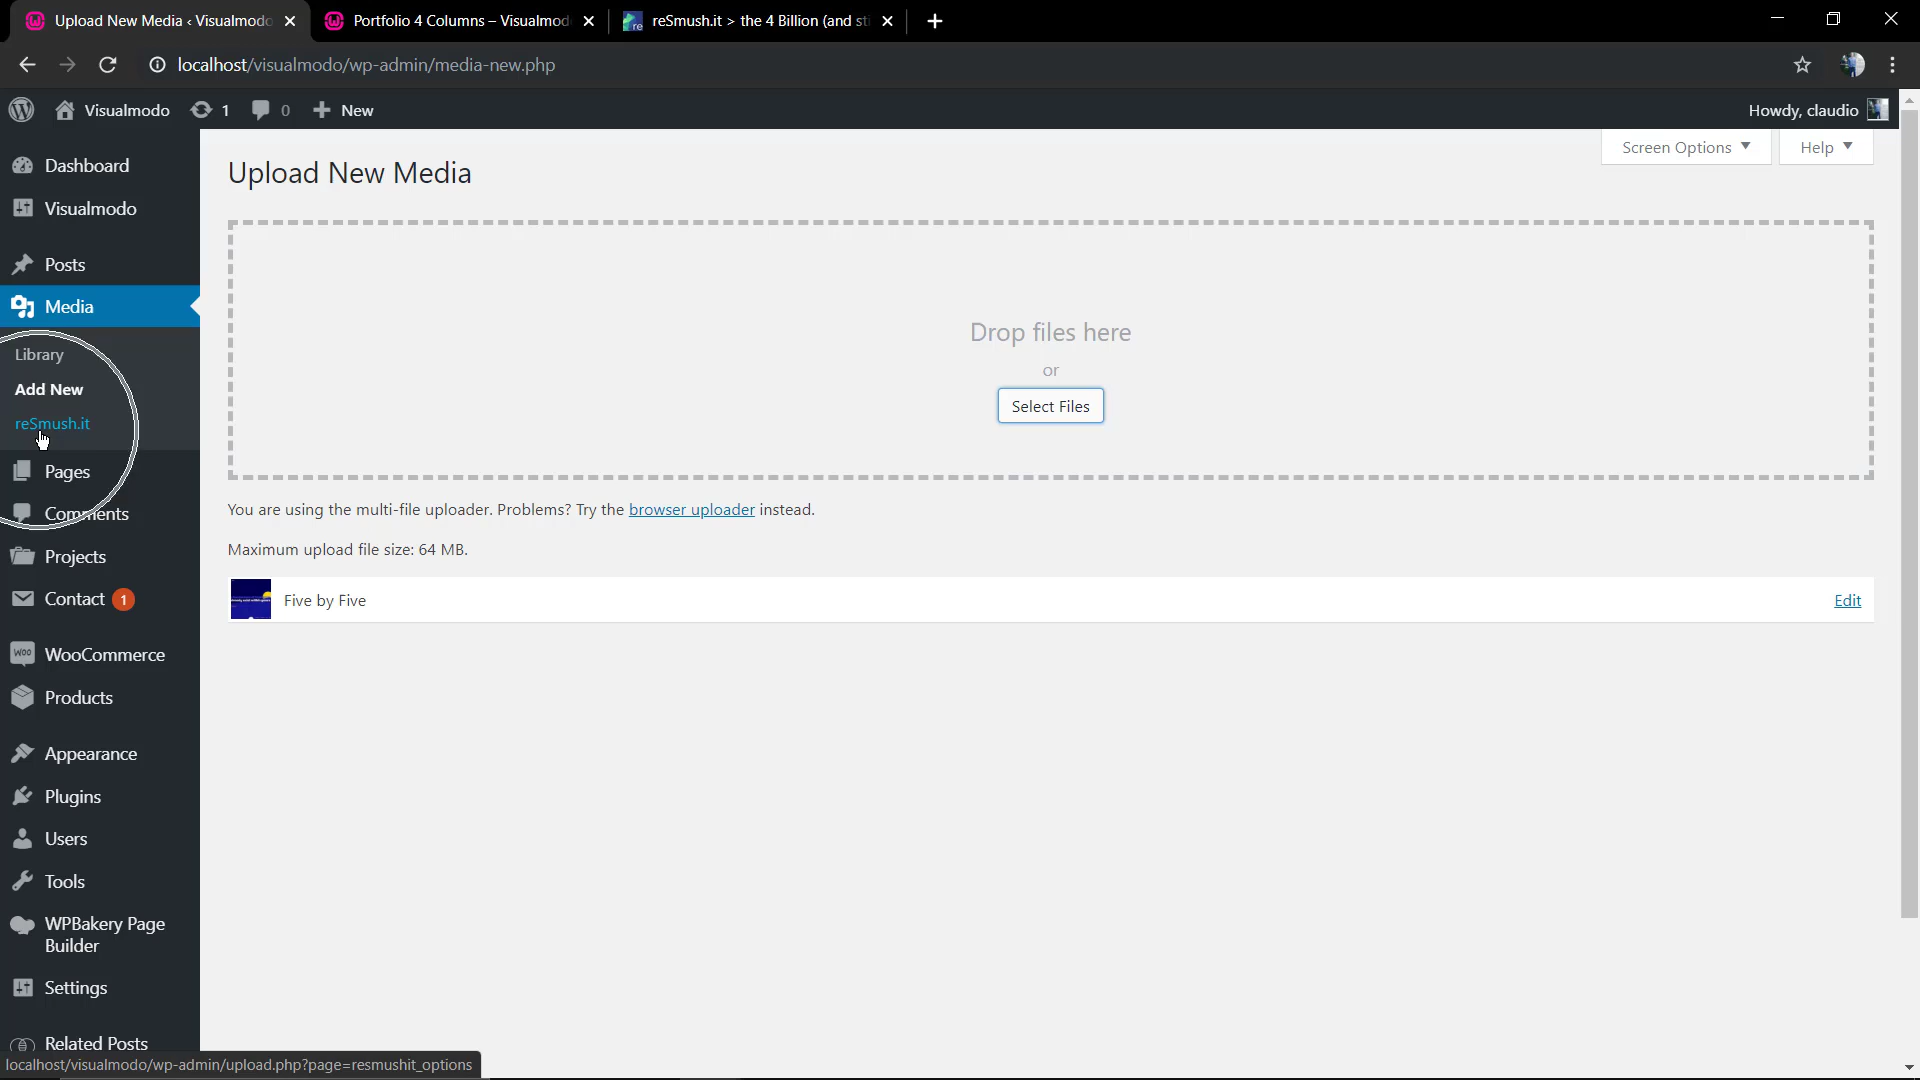 Upload New Media ‹ Visualmodo
Portfolio 4 Columns – Visualmod
reSmush.it > the 4 Billion (and sti
localhost/visualmodo/wp-admin/media-new.php
Visualmodo
1
0
New
Howdy, claudio
Dashboard
Visualmodo
Posts
Media
Library
Add New
reSmush.it
Pages
Comments
Projects
Contact 1
WooCommerce
Products
Appearance
Plugins
Users
Tools
WPBakery Page
Builder
Settings
Related Posts
Screen Options
Help
Upload New Media
Drop files here
or
Select Files
You are using the multi-file uploader. Problems? Try the browser uploader instead.
Maximum upload file size: 64 MB.
Five by Five
Edit
localhost/visualmodo/wp-admin/upload.php?page=resmushit_options